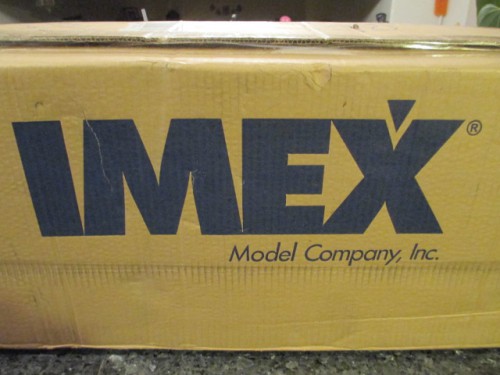 IMEX®
Model Company, Inc.